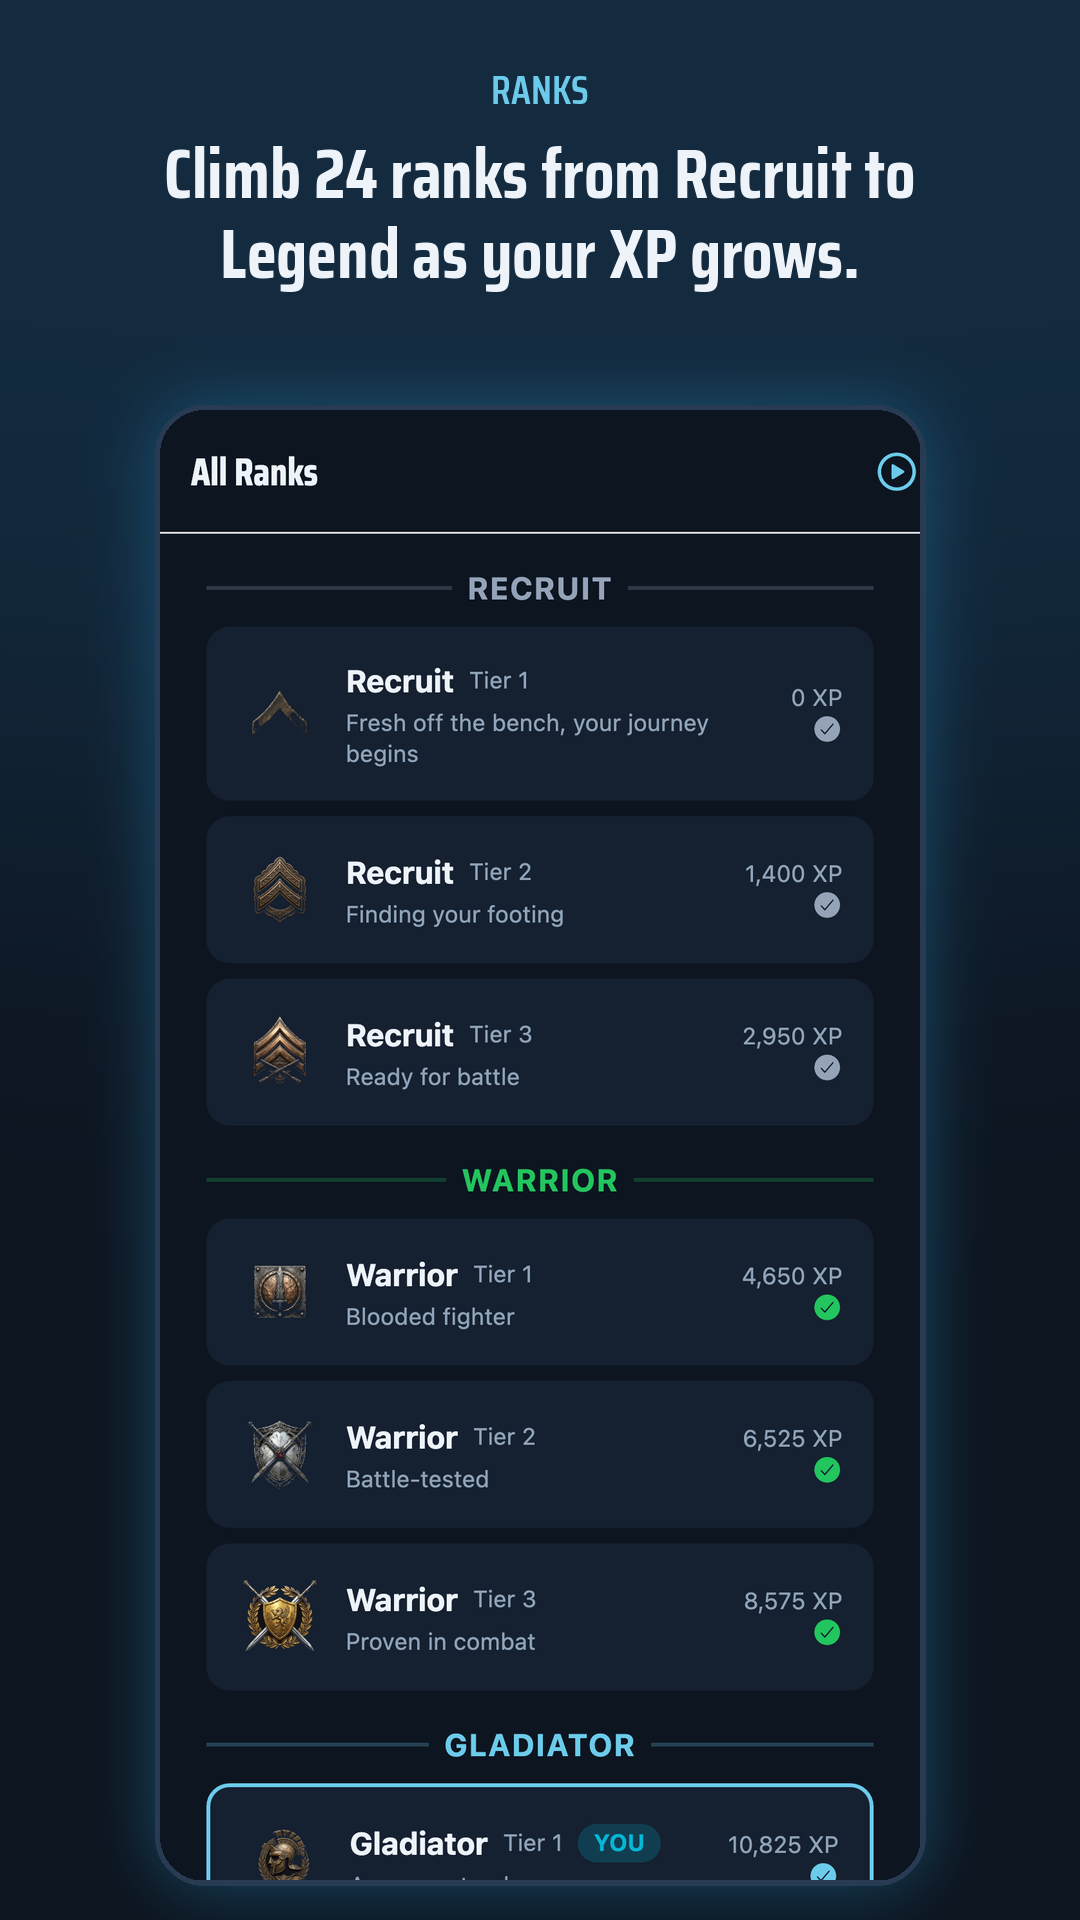 RANKS
Climb 24 ranks from Recruit to
Legend as your XP grows.
All Ranks
RECRUIT
Recruit Tier 1
0 XP
Fresh off the bench, your journey
begins
Recruit Tier 2
1,400 XP
Finding your footing
Recruit Tier 3
2,950 XP
Ready for battle
WARRIOR
Warrior Tier 1
4,650 XP
Blooded fighter
Warrior Tier 2
6,525 XP
Battle-tested
Warrior Tier 3
8,575 XP
Proven in combat
GLADIATOR
Gladiator Tier 1 YOU
10,825 XP